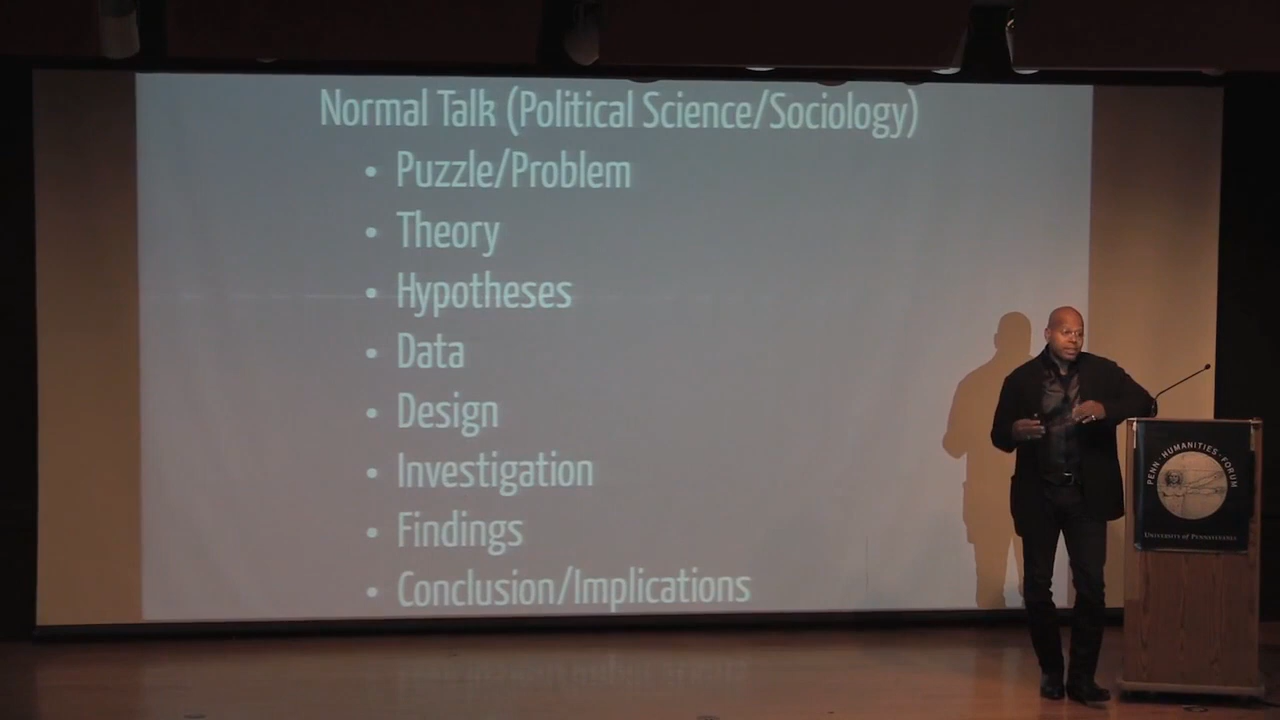 Normal Talk (Political Science/Sociology)
• Puzzle/Problem
• Theory
• Hypotheses
• Data
• Design
• Investigation
• Findings
• Conclusion/Implications
PENN · HUMANITIES · FORUM
UNIVERSITY of PENNSYLVANIA